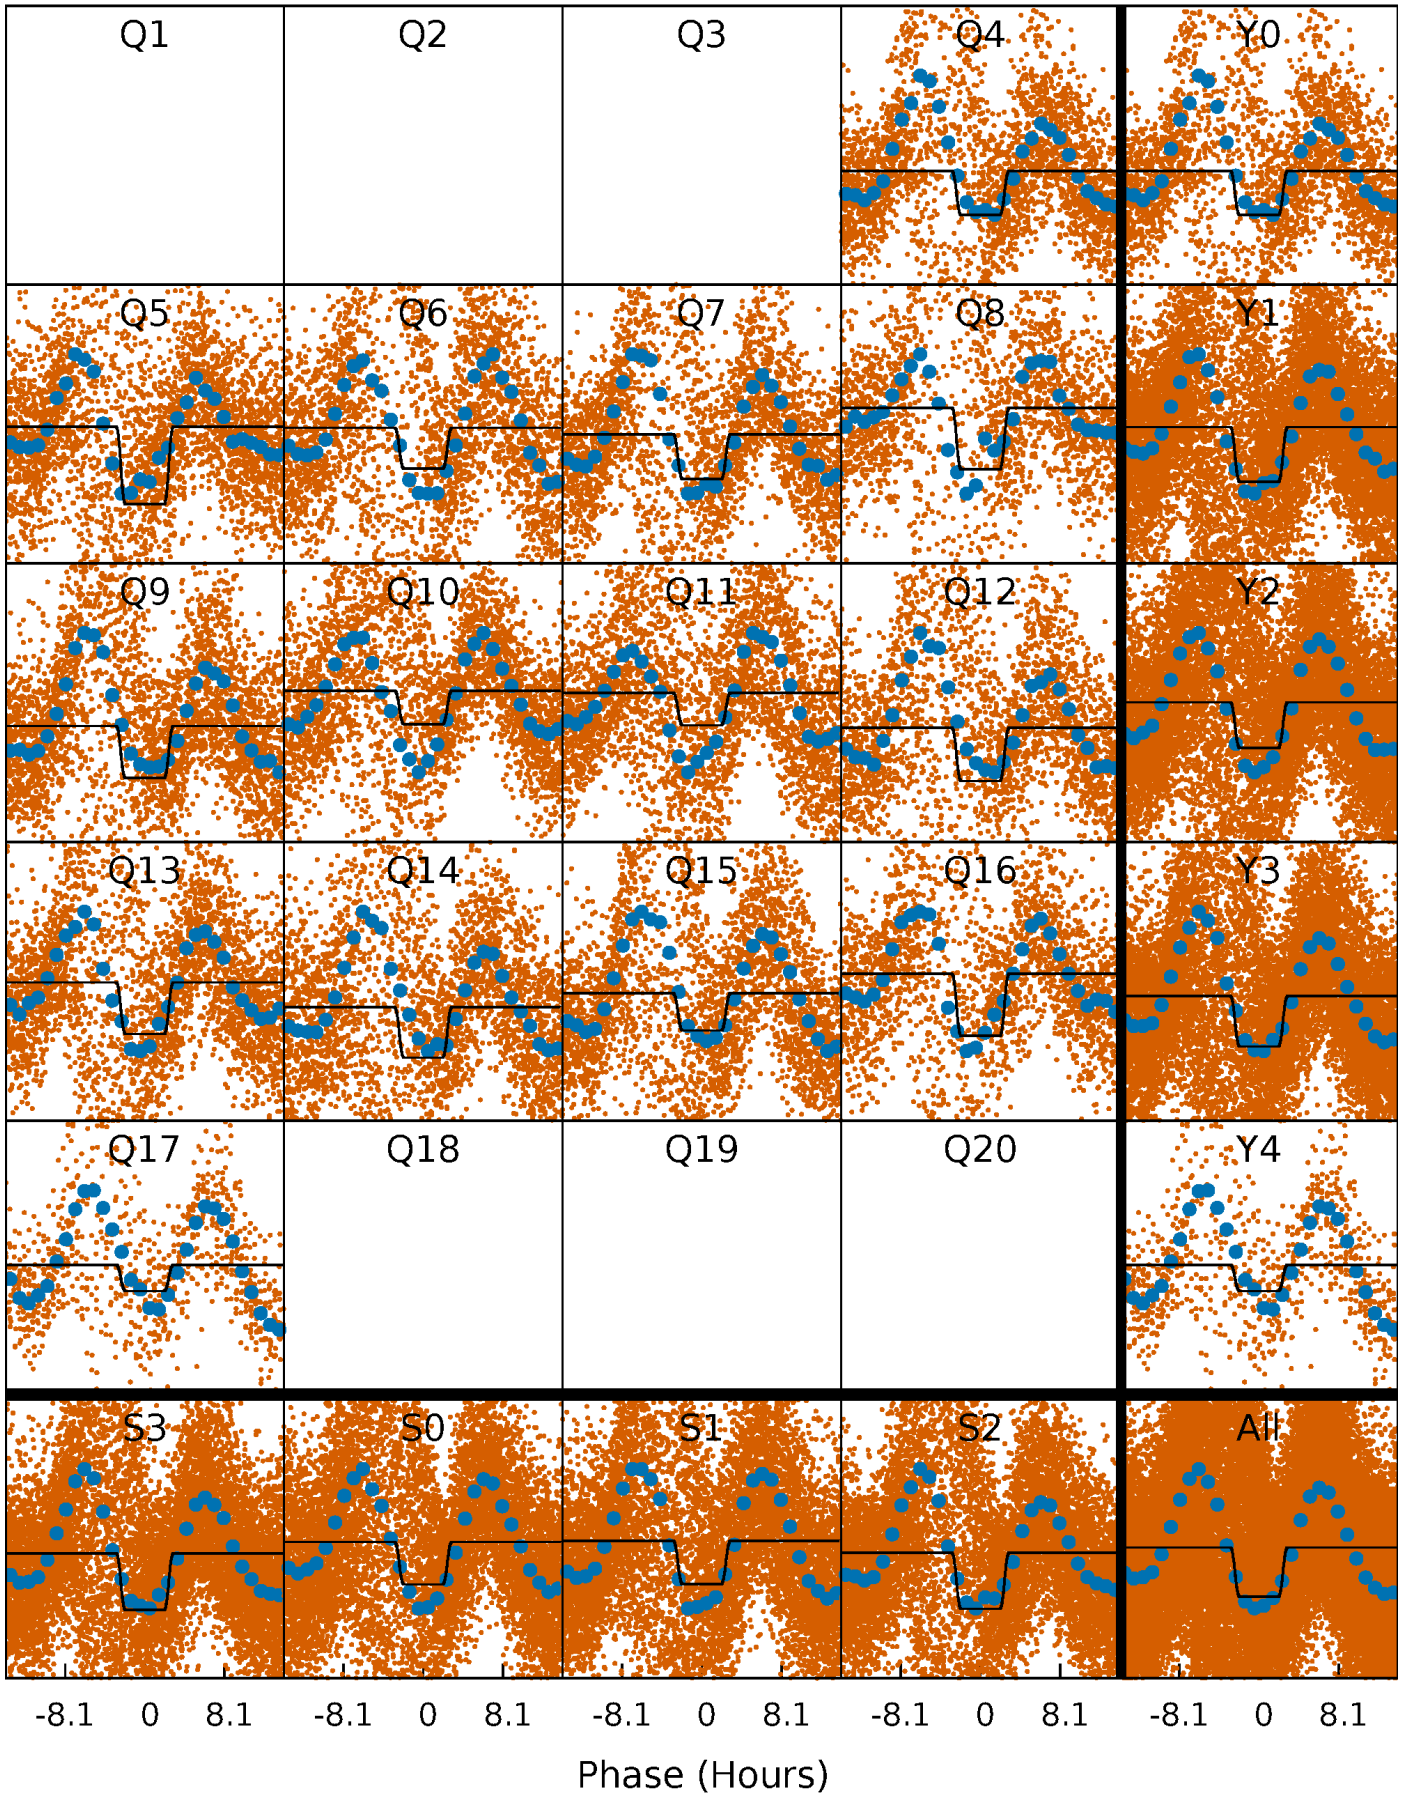 Q1 Q2 Q3 Q4 Y0
Q5 Q6 Q7 Q8 Y1
Q9 Q10 Q11 Q12 Y2
Q13 Q14 Q15 Q16 Y3
Q17 Q18 Q19 Q20 Y4
S3 S0 S1 S2 All
-8.1 0 8.1 -8.1 0 8.1 -8.1 0 8.1 -8.1 0 8.1 -8.1 0 8.1
Phase (Hours)